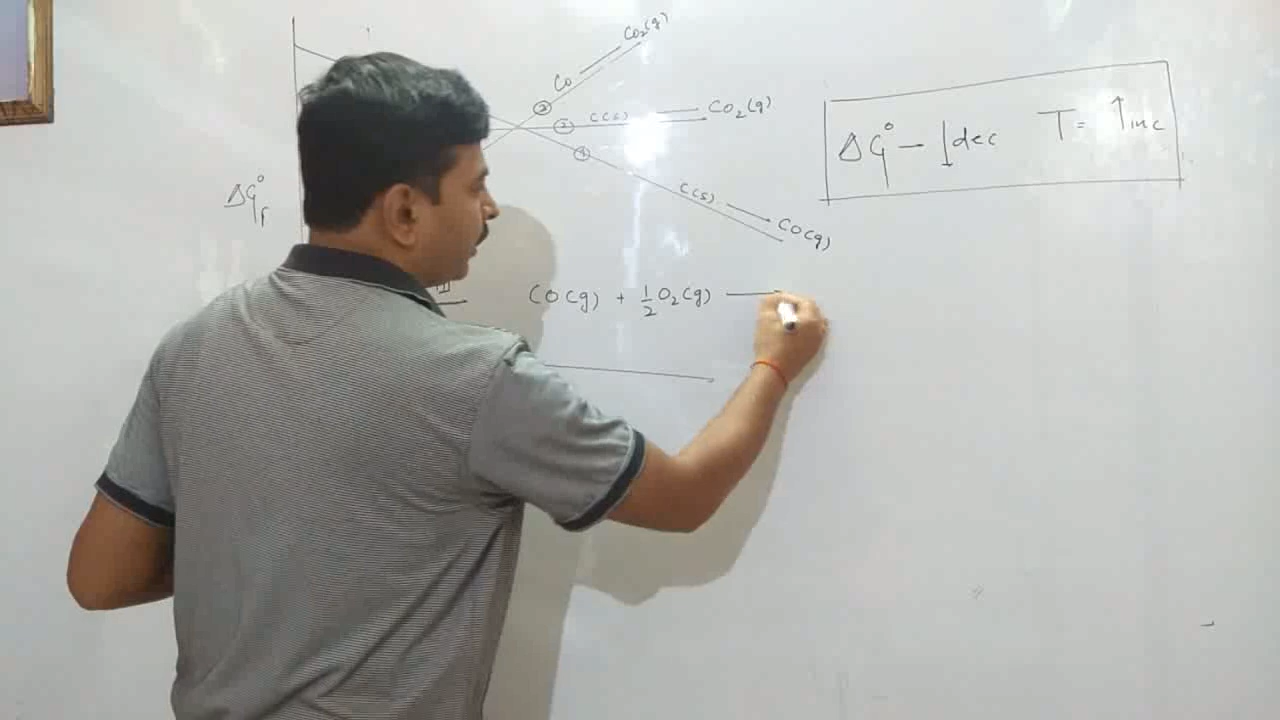 CO = CO₂(g)
③
② C(s) = CO₂(g)
ΔG°
① C(s) = CO(g)
ΔG° – ↓dec T = ↑inc
CO(g) + 1/2 O₂(g) —